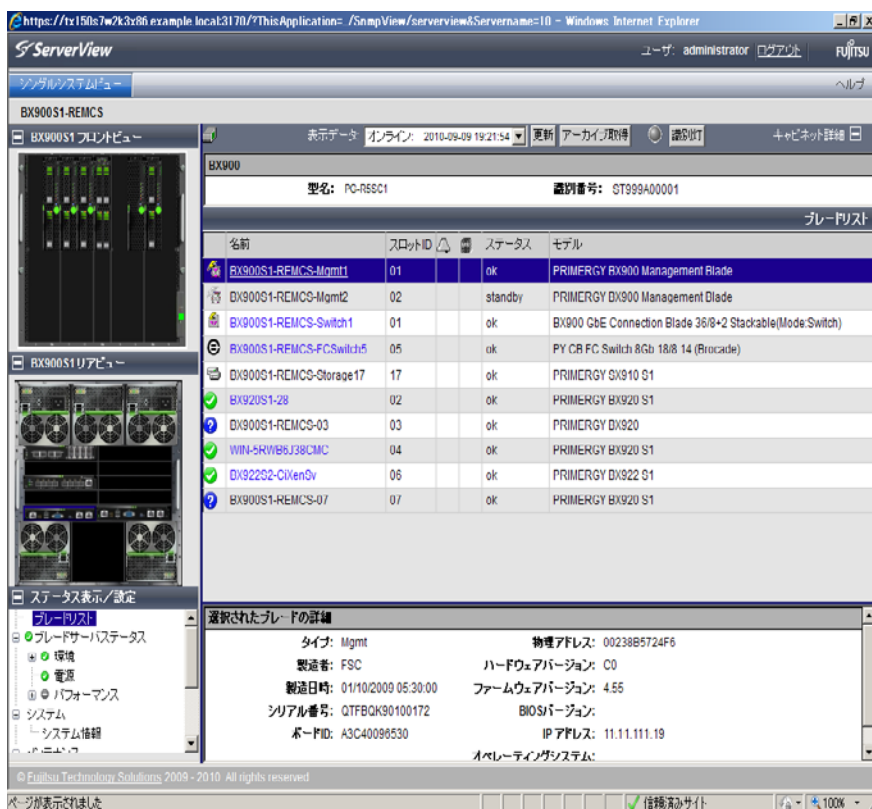 https://tx150s7w2k3x86.example.local:3170/?ThisApplication=./SnmpView/serverview&Servername=10 - Windows Internet Explorer
ServerView
ユーザ: administrator ログアウト FUJITSU
シングルシステムビュー ヘルプ
BX900S1-REMCS
BX900S1 フロントビュー
表示データ: オンライン: 2010-09-09 19:21:54 更新 アーカイブ取得 識別灯 キャビネット詳細
BX900
型名: PG-R5SC1 識別番号: ST999A00001
ブレードリスト
名前 スロットID ステータス モデル
BX900S1-REMCS-Mgmt1 01 ok PRIMERGY BX900 Management Blade
BX900S1-REMCS-Mgmt2 02 standby PRIMERGY BX900 Management Blade
BX900S1-REMCS-Switch1 01 ok BX900 GbE Connection Blade 36/8+2 Stackable(Mode:Switch)
BX900S1-REMCS-FCSwitch5 05 ok PY CB FC Switch 8Gb 18/8 14 (Brocade)
BX900S1-REMCS-Storage17 17 ok PRIMERGY SX910 S1
BX920S1-28 02 ok PRIMERGY BX920 S1
BX900S1-REMCS-03 03 ok PRIMERGY BX920
WIN-5RWB6J38CMC 04 ok PRIMERGY BX920 S1
BX922S2-CiXenSv 06 ok PRIMERGY BX922 S1
BX900S1-REMCS-07 07 ok PRIMERGY BX920 S1
BX900S1リアビュー
ステータス表示/設定
ブレードリスト
ブレードサーバステータス
環境
電源
パフォーマンス
システム
システム情報
メンテナンス
選択されたブレードの詳細
タイプ: Mgmt 物理アドレス: 00238B5724F6
製造者: FSC ハードウェアバージョン: C0
製造日時: 01/10/2009 05:30:00 ファームウェアバージョン: 4.55
シリアル番号: QTFBQK90100172 BIOSバージョン:
ボードID: A3C40096530 IPアドレス: 11.11.111.19
オペレーティングシステム:
© Fujitsu Technology Solutions 2009 - 2010 All rights reserved
ページが表示されました 信頼済みサイト 100%